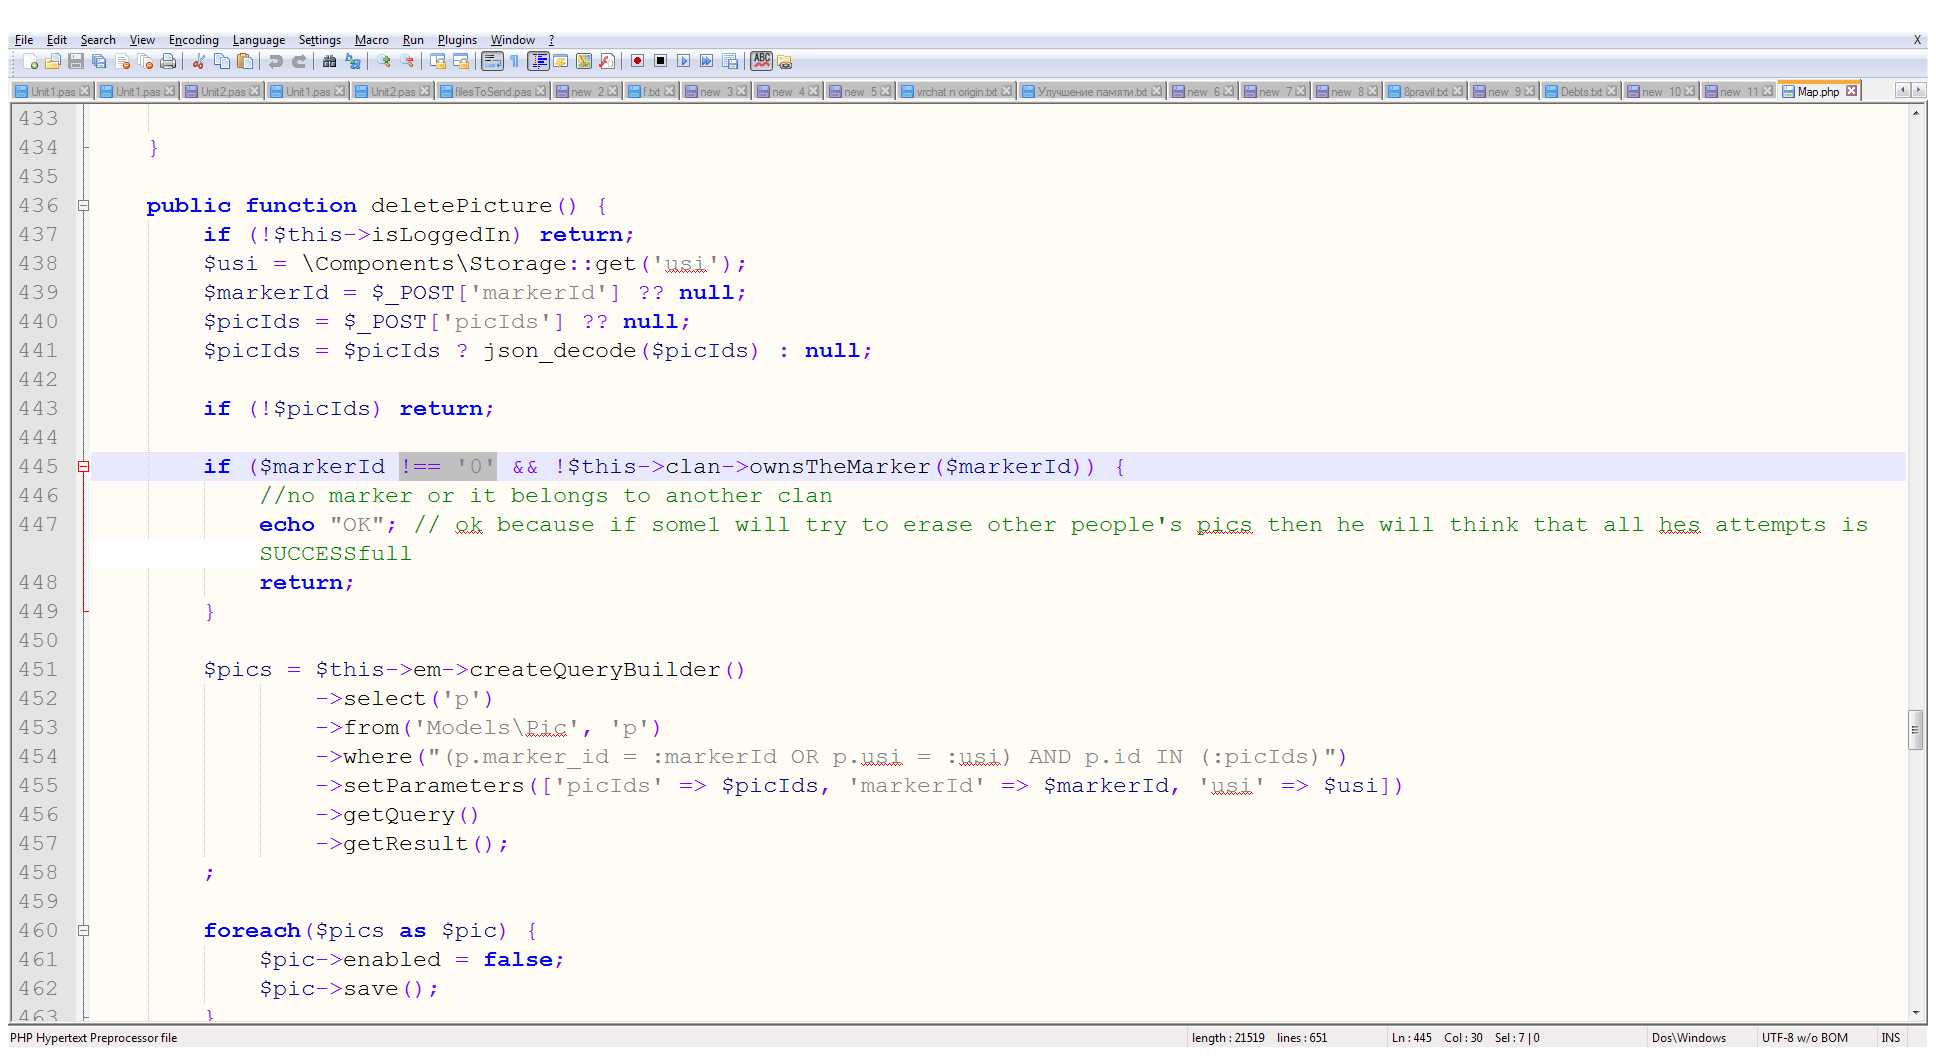 File Edit Search View Encoding Language Settings Macro Run Plugins Window ? X
Unit1.pas Unit1.pas Unit2.pas Unit1.pas Unit2.pas filesToSend.pas new 2 f.txt new 3 new 4 new 5 vrchat n origin.txt Улучшение памяти.txt new 6 new 7 new 8 8pravil.txt new 9 Debts.txt new 10 new 11 Map.php
433
434 }
435
436 public function deletePicture() {
437 if (!$this->isLoggedIn) return;
438 $usi = \Components\Storage::get('usi');
439 $markerId = $_POST['markerId'] ?? null;
440 $picIds = $_POST['picIds'] ?? null;
441 $picIds = $picIds ? json_decode($picIds) : null;
442
443 if (!$picIds) return;
444
445 if ($markerId !== '0' && !$this->clan->ownsTheMarker($markerId)) {
446 //no marker or it belongs to another clan
447 echo "OK"; // ok because if some1 will try to erase other people's pics then he will think that all hes attempts is
SUCCESSfull
448 return;
449 }
450
451 $pics = $this->em->createQueryBuilder()
452 ->select('p')
453 ->from('Models\Pic', 'p')
454 ->where("(p.marker_id = :markerId OR p.usi = :usi) AND p.id IN (:picIds)")
455 ->setParameters(['picIds' => $picIds, 'markerId' => $markerId, 'usi' => $usi])
456 ->getQuery()
457 ->getResult();
458 ;
459
460 foreach($pics as $pic) {
461 $pic->enabled = false;
462 $pic->save();
463 }
PHP Hypertext Preprocessor file length : 21519 lines : 651 Ln : 445 Col : 30 Sel : 7 | 0 Dos\Windows UTF-8 w/o BOM INS